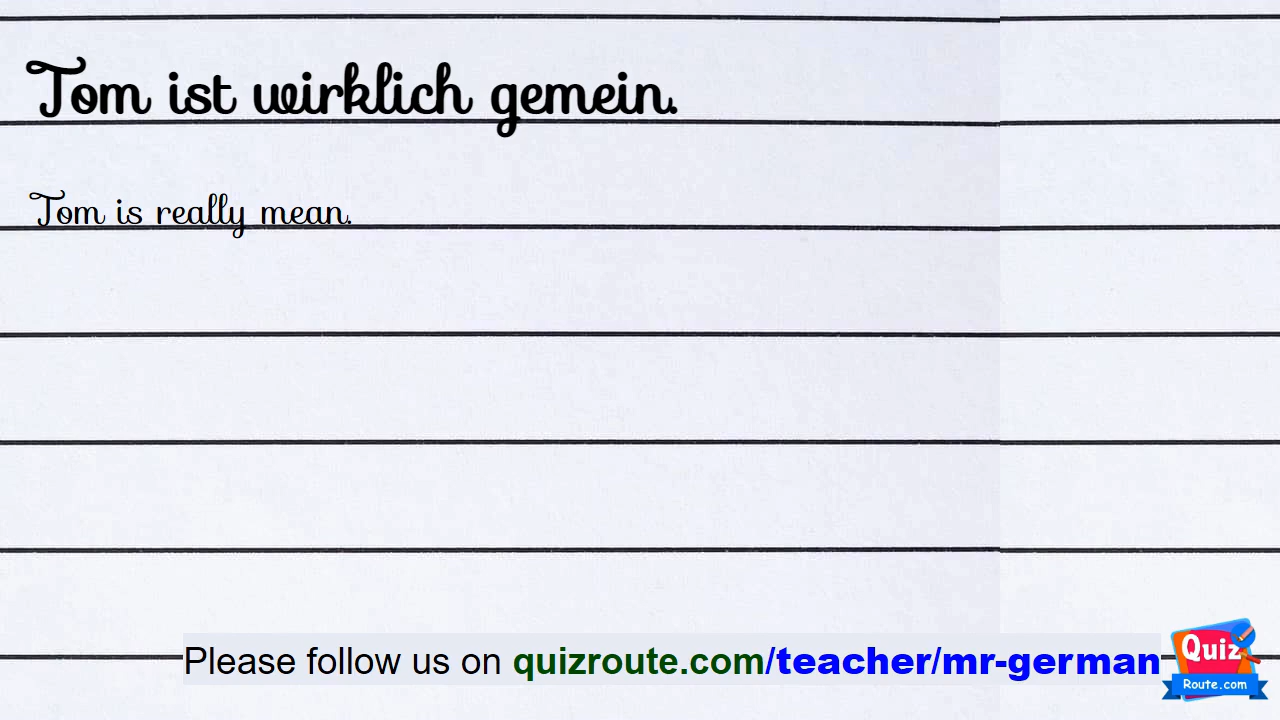 Tom ist wirklich gemein.
Tom is really mean.
Please follow us on quizroute.com/teacher/mr-german
Quiz
Route.com